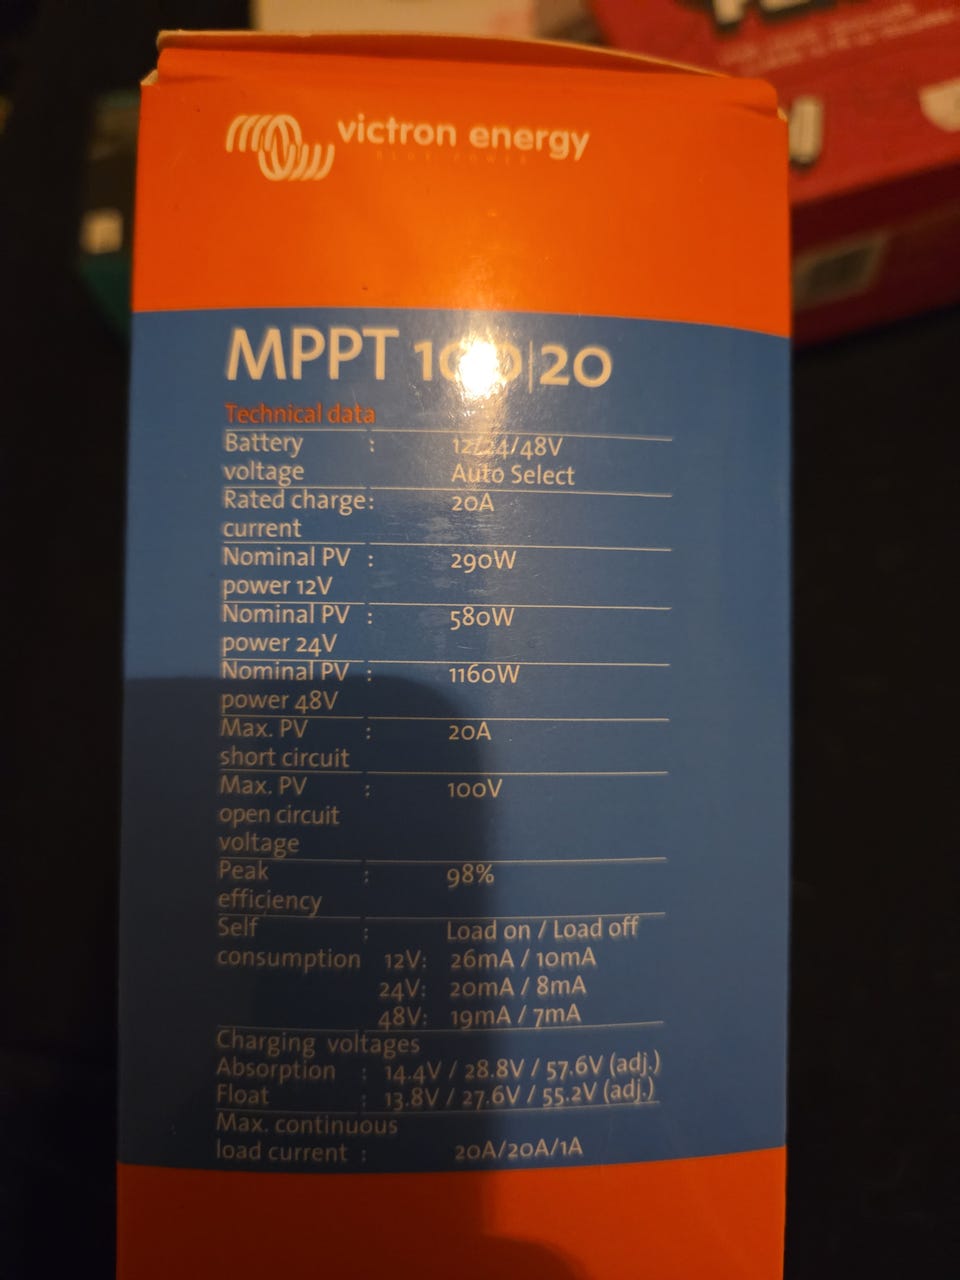 victron energy
BLUE POWER
MPPT 100|20
Technical data
Battery : 12/24/48V
voltage Auto Select
Rated charge: 20A
current
Nominal PV : 290W
power 12V
Nominal PV : 580W
power 24V
Nominal PV : 1160W
power 48V
Max. PV : 20A
short circuit
Max. PV : 100V
open circuit
voltage
Peak : 98%
efficiency
Self : Load on / Load off
consumption 12V: 26mA / 10mA
24V: 20mA / 8mA
48V: 19mA / 7mA
Charging voltages
Absorption : 14.4V / 28.8V / 57.6V (adj.)
Float : 13.8V / 27.6V / 55.2V (adj.)
Max. continuous
load current : 20A/20A/1A